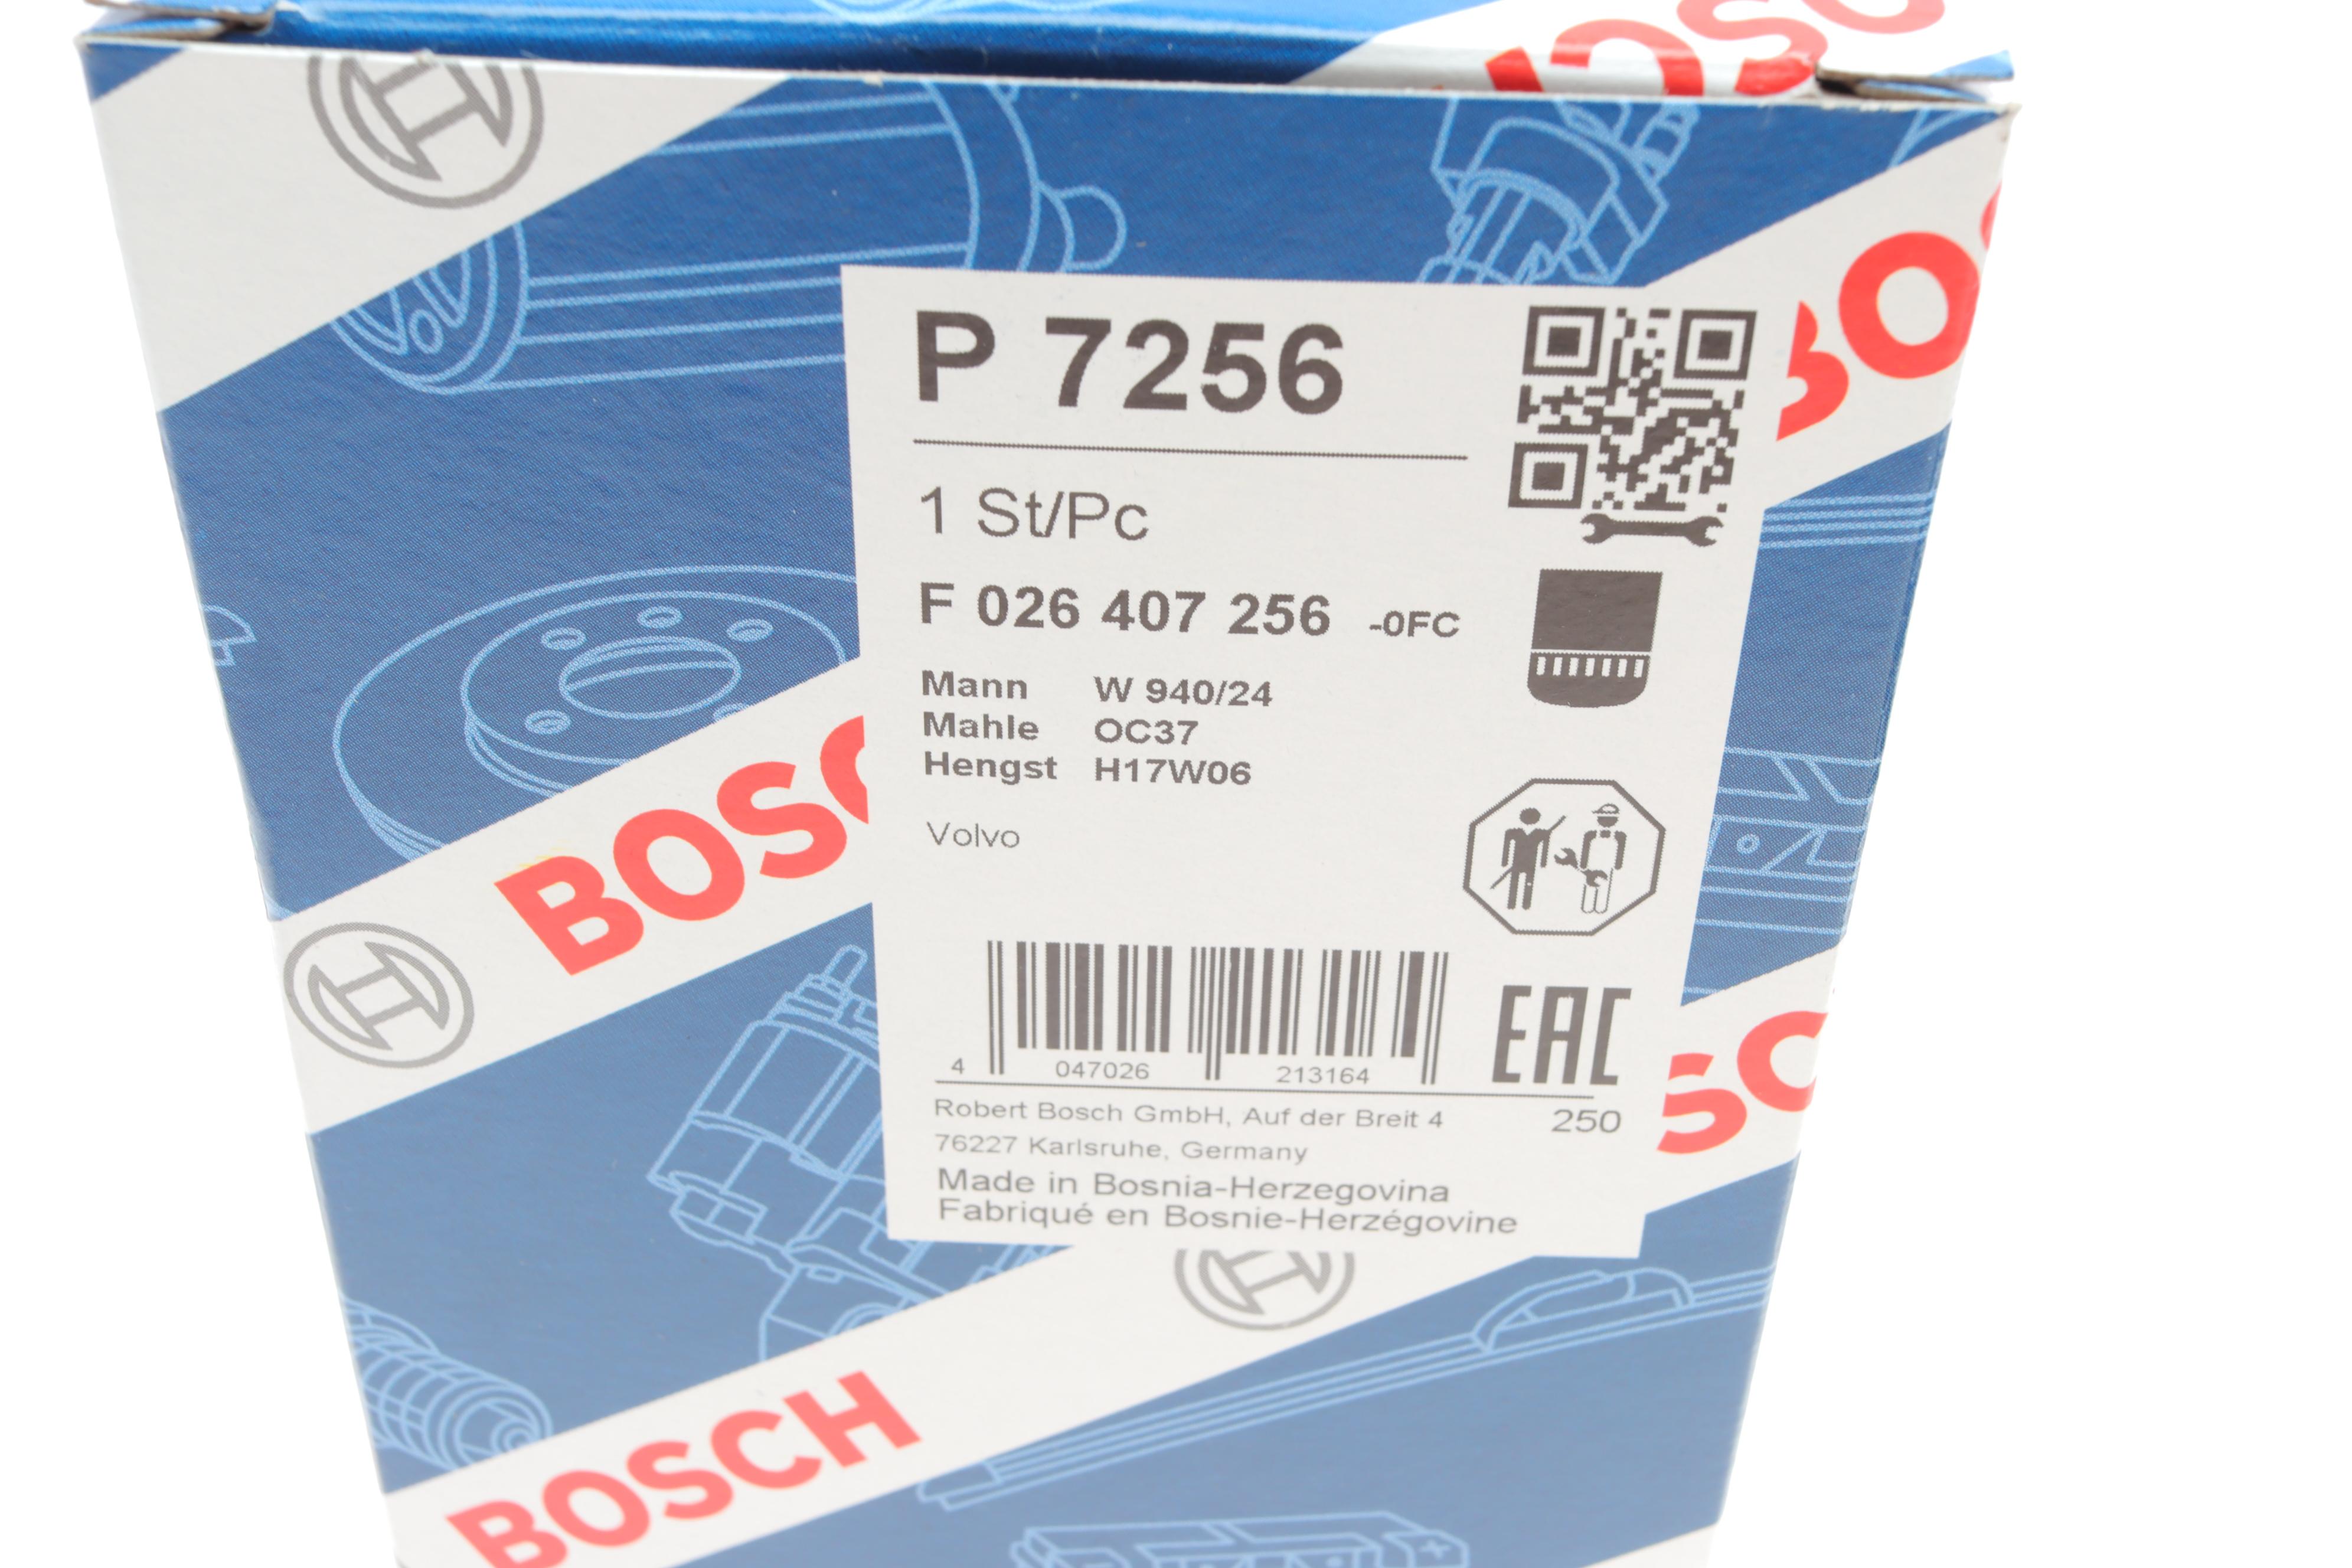 P 7256
1 St/Pc
F 026 407 256 -0FC
Mann W 940/24
Mahle OC37
Hengst H17W06
Volvo
4 047026 213164
EAC
Robert Bosch GmbH, Auf der Breit 4
250
76227 Karlsruhe, Germany
Made in Bosnia-Herzegovina
Fabriqué en Bosnie-Herzégovine
BOSCH